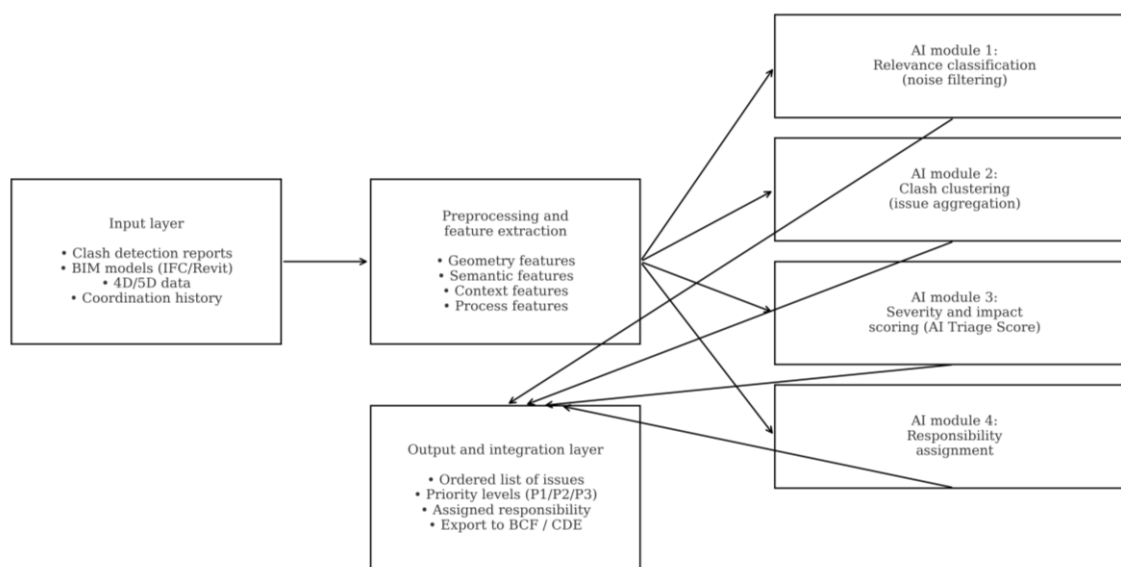 Input layer
• Clash detection reports
• BIM models (IFC/Revit)
• 4D/5D data
• Coordination history
Preprocessing and
feature extraction
• Geometry features
• Semantic features
• Context features
• Process features
AI module 1:
Relevance classification
(noise filtering)
AI module 2:
Clash clustering
(issue aggregation)
AI module 3:
Severity and impact
scoring (AI Triage Score)
AI module 4:
Responsibility
assignment
Output and integration layer
• Ordered list of issues
• Priority levels (P1/P2/P3)
• Assigned responsibility
• Export to BCF / CDE